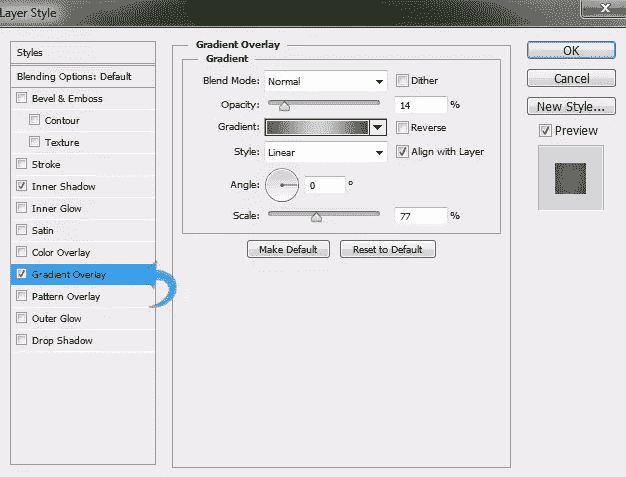 Layer Style
x
Styles
Blending Options: Default
Bevel & Emboss
Contour
Texture
Stroke
Inner Shadow
Inner Glow
Satin
Color Overlay
Gradient Overlay
Pattern Overlay
Outer Glow
Drop Shadow
Gradient Overlay
Gradient
Blend Mode: Normal Dither
Opacity: 14 %
Gradient: Reverse
Style: Linear Align with Layer
Angle: 0 °
Scale: 77 %
Make Default Reset to Default
OK
Cancel
New Style...
Preview